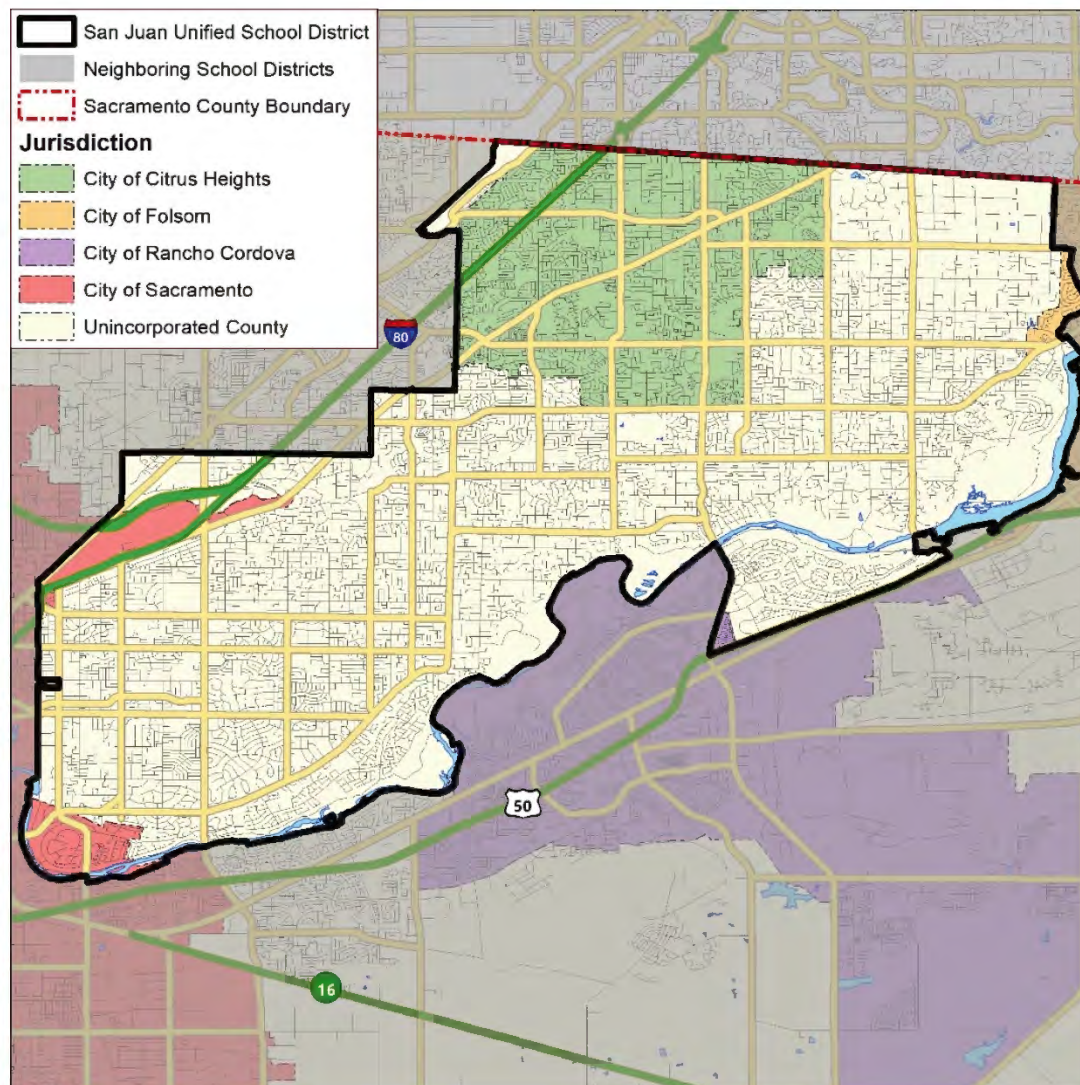 San Juan Unified School District
Neighboring School Districts
Sacramento County Boundary
Jurisdiction
City of Citrus Heights
City of Folsom
City of Rancho Cordova
City of Sacramento
Unincorporated County
80
50
16